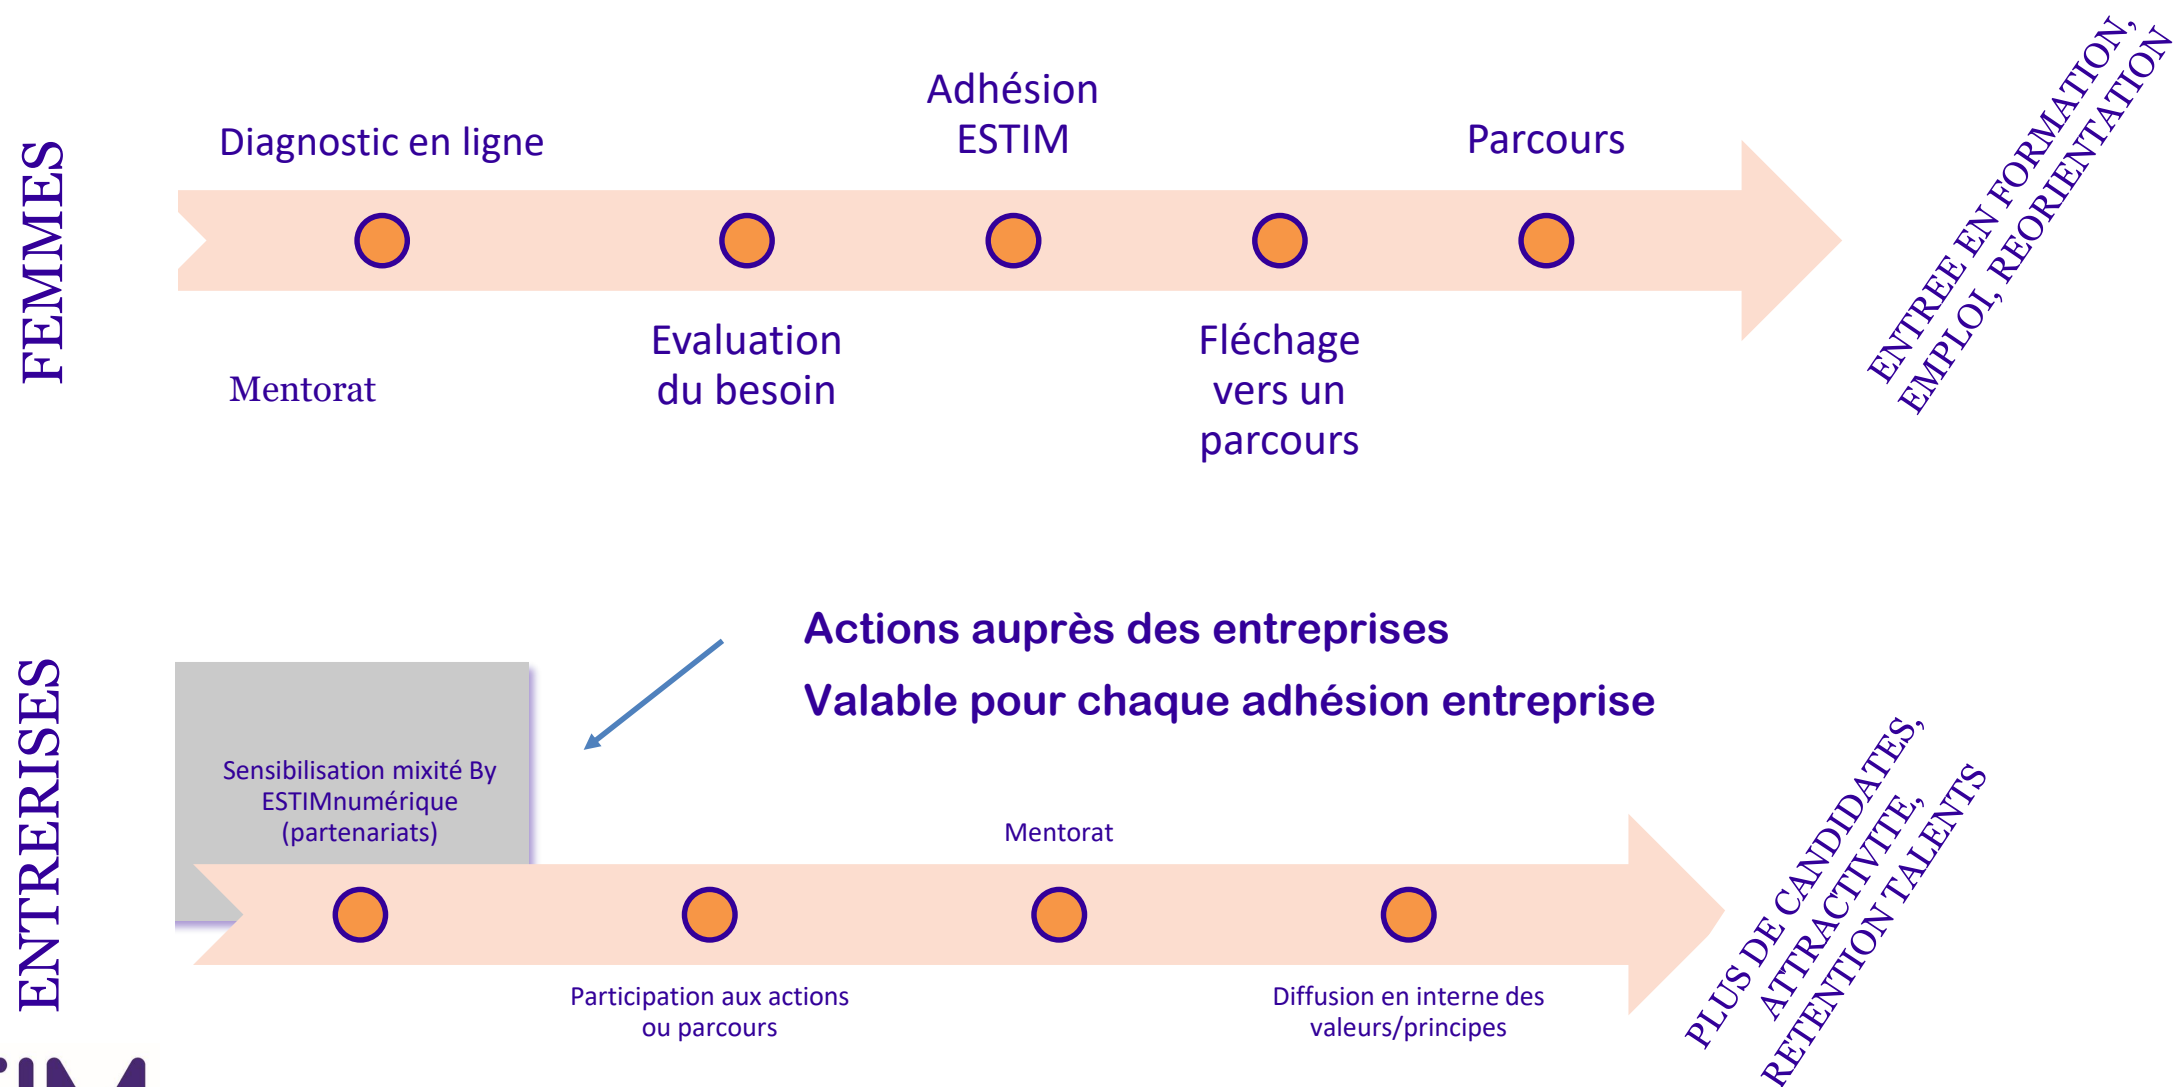 FEMMES
Diagnostic en ligne
Adhésion
ESTIM
Parcours
Mentorat
Evaluation
du besoin
Fléchage
vers un
parcours
ENTREE EN FORMATION,
EMPLOI, REORIENTATION
ENTRERISES
Actions auprès des entreprises
Valable pour chaque adhésion entreprise
Sensibilisation mixité By
ESTIMnumérique
(partenariats)
Mentorat
Participation aux actions
ou parcours
Diffusion en interne des
valeurs/principes
PLUS DE CANDIDATES,
ATTRACTIVITE,
RETENTION TALENTS